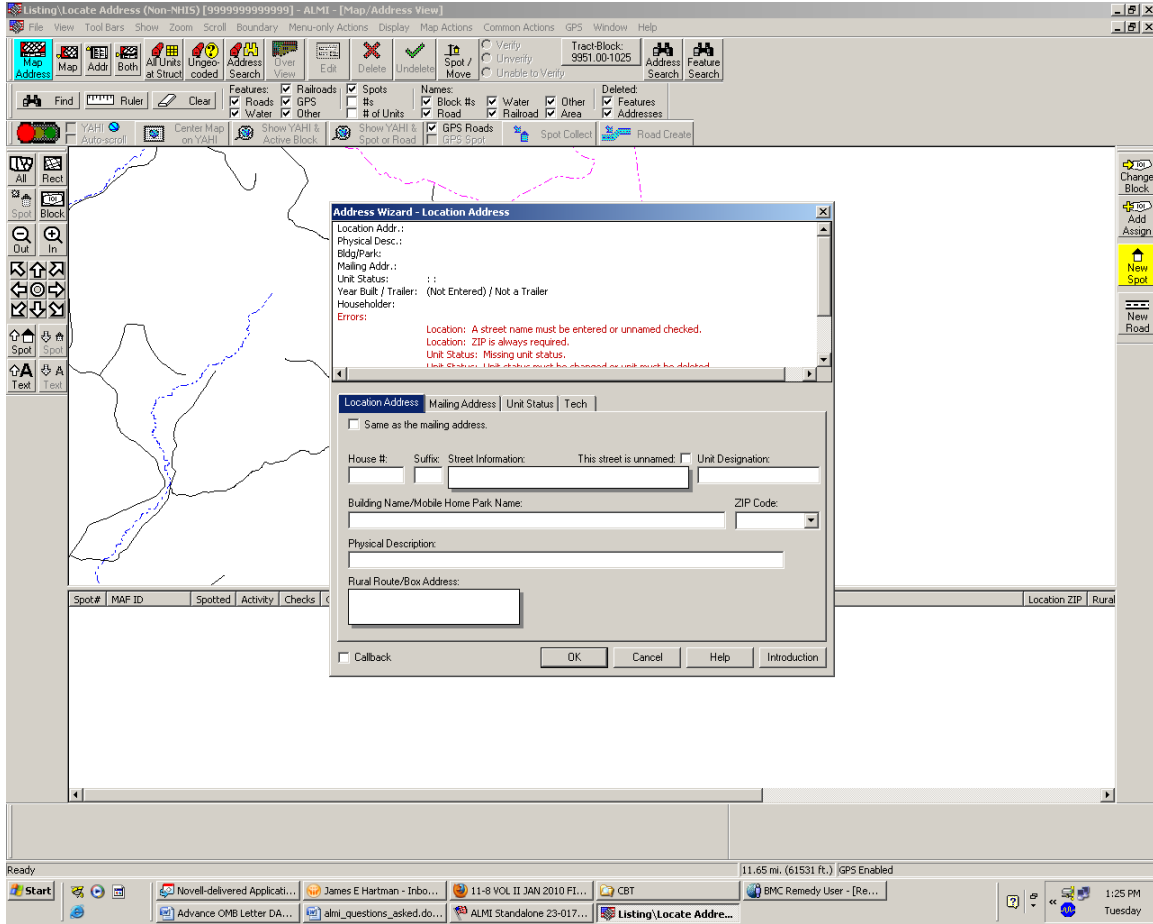 Listing\Locate Address (Non-NHIS) [9999999999999] - ALMI - [Map/Address View]
File View Tool Bars Show Zoom Scroll Boundary Menu-only Actions Display Map Actions Common Actions GPS Window Help
Map Address Map Addr Both All Units at Struct Ungeo-coded Address Search Over View Edit Delete Undelete Spot / Move
Verify
Unverify
Unable to Verify
Tract-Block:
9951.00-1025
Address Search Feature Search
Find Ruler Clear
Features: Railroads Spots Names: Deleted:
Roads GPS #s Block #s Water Other Features
Water Other # of Units Road Railroad Area Addresses
YAHI Auto-scroll Center Map on YAHI Show YAHI & Active Block Show YAHI & Spot or Road GPS Roads GPS Spot Spot Collect Road Create
All Rect
Spot Block
Out In
Spot Spot
Text Text
Change Block
Add Assign
New Spot
New Road
Address Wizard - Location Address
Location Addr.:
Physical Desc.:
Bldg/Park:
Mailing Addr.:
Unit Status: : :
Year Built / Trailer: (Not Entered) / Not a Trailer
Householder:
Errors:
Location: A street name must be entered or unnamed checked.
Location: ZIP is always required.
Unit Status: Missing unit status.
Unit Status: Unit status must be changed or unit must be deleted
Location Address Mailing Address Unit Status Tech
Same as the mailing address.
House #: Suffix: Street Information: This street is unnamed: Unit Designation:
Building Name/Mobile Home Park Name: ZIP Code:
Physical Description:
Rural Route/Box Address:
Callback OK Cancel Help Introduction
Spot# MAF ID Spotted Activity Checks Location ZIP Rural
Ready 11.65 mi. (61531 ft.) GPS Enabled
Start Novell-delivered Applicati... James E Hartman - Inbo... 11-8 VOL II JAN 2010 FI... CBT BMC Remedy User - [Re... 1:25 PM
Advance OMB Letter DA... almi_questions_asked.do... ALMI Standalone 23-017... Listing\Locate Addre... Tuesday